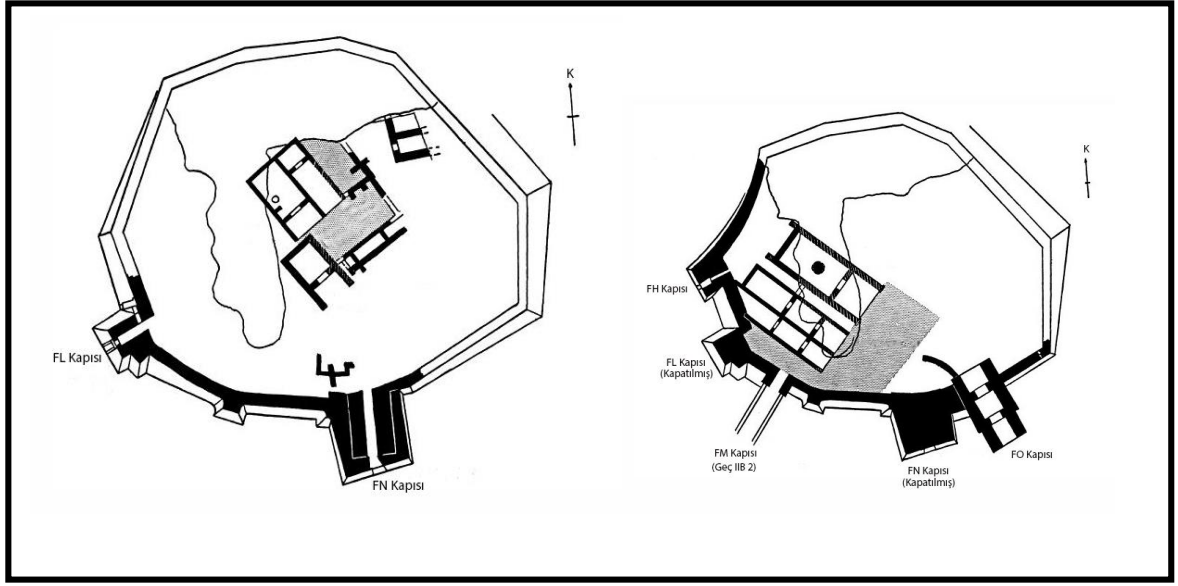 K
FL Kapısı
FN Kapısı
K
FH Kapısı
FL Kapısı
(Kapatılmış)
FM Kapısı
(Geç IIB 2)
FN Kapısı
(Kapatılmış)
FO Kapısı